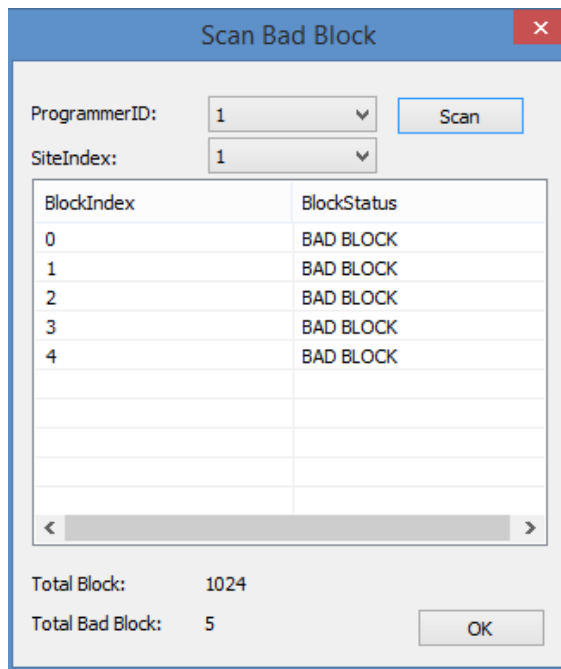 Scan Bad Block
ProgrammerID: 1 Scan
SiteIndex: 1
BlockIndex BlockStatus
0 BAD BLOCK
1 BAD BLOCK
2 BAD BLOCK
3 BAD BLOCK
4 BAD BLOCK
Total Block: 1024
Total Bad Block: 5 OK